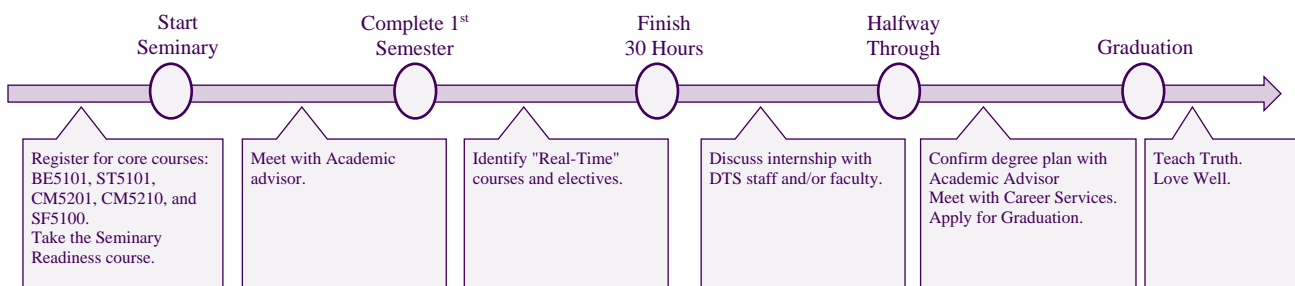 Start
Seminary
Complete 1st
Semester
Finish
30 Hours
Halfway
Through
Graduation
Register for core courses:
BE5101, ST5101,
CM5201, CM5210, and
SF5100.
Take the Seminary
Readiness course.
Meet with Academic
advisor.
Identify "Real-Time"
courses and electives.
Discuss internship with
DTS staff and/or faculty.
Confirm degree plan with
Academic Advisor
Meet with Career Services.
Apply for Graduation.
Teach Truth.
Love Well.